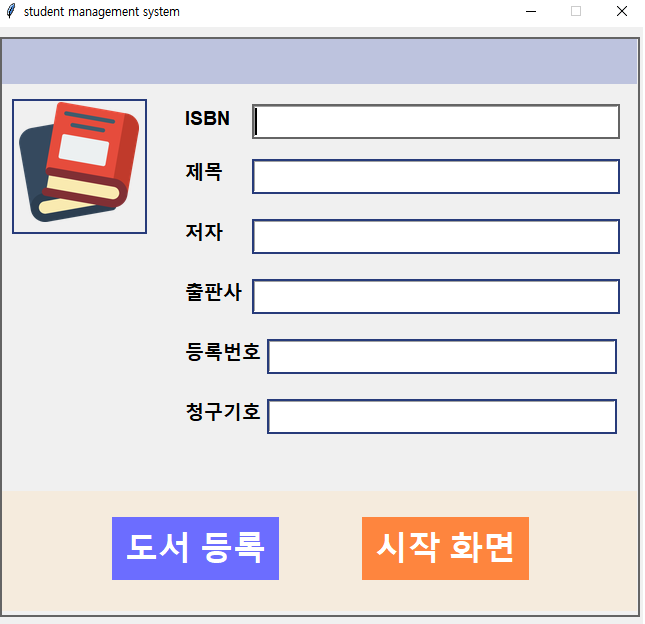 student management system
ISBN
제목
저자
출판사
등록번호
청구기호
도서 등록
시작 화면